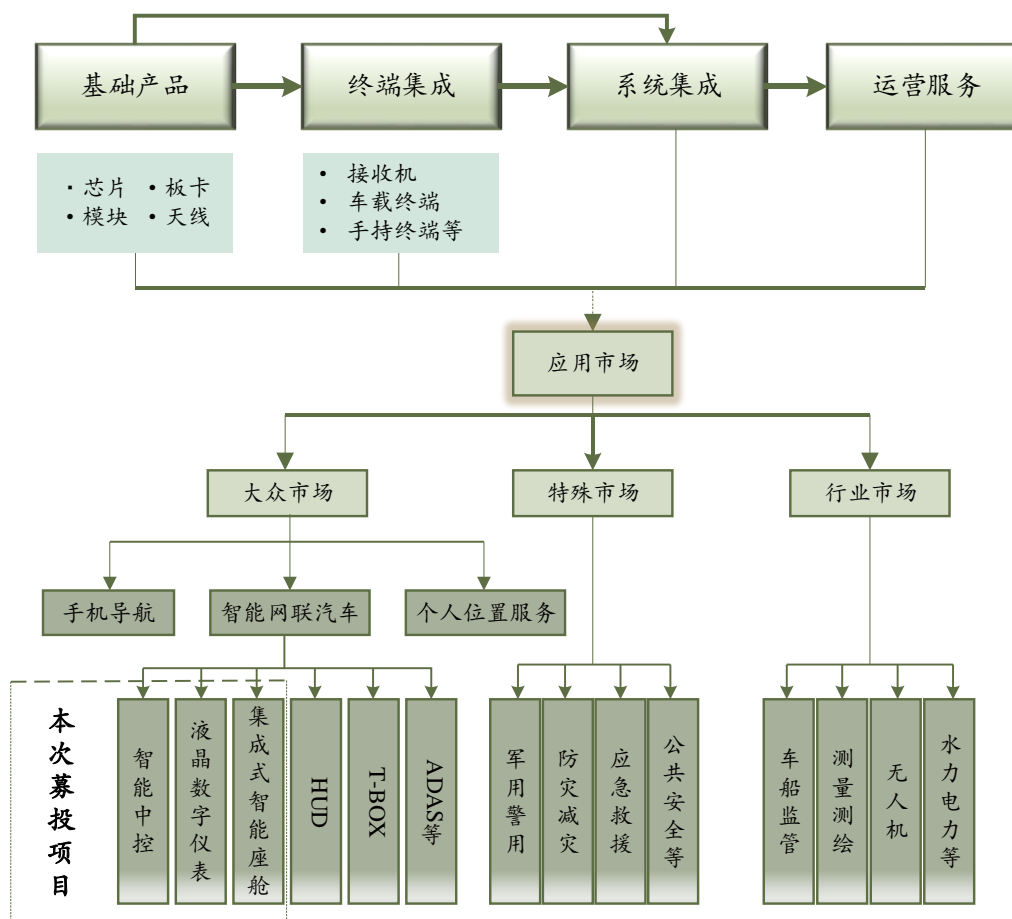 基础产品
终端集成
系统集成
运营服务
· 芯片 • 板卡
• 模块 • 天线
• 接收机
• 车载终端
• 手持终端等
应用市场
大众市场
特殊市场
行业市场
手机导航
智能网联汽车
个人位置服务
本次募投项目
智能中控
液晶数字仪表
集成式智能座舱
HUD
T-BOX
ADAS等
军用警用
防灾减灾
应急救援
公共安全等
车船监管
测量测绘
无人机
水力电力等